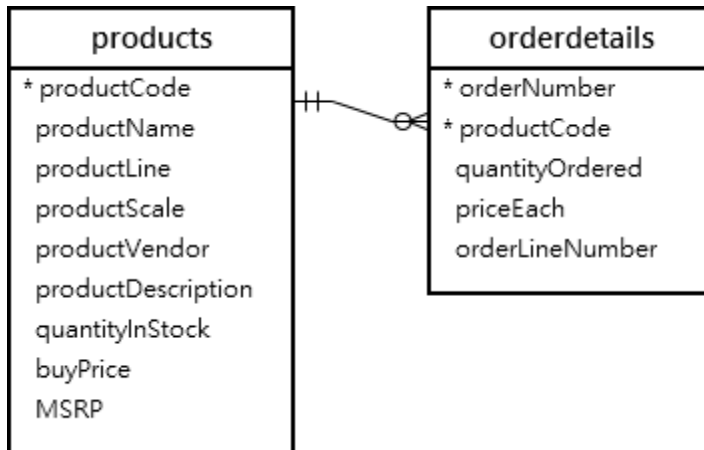 products
* productCode
productName
productLine
productScale
productVendor
productDescription
quantityInStock
buyPrice
MSRP
orderdetails
* orderNumber
* productCode
quantityOrdered
priceEach
orderLineNumber